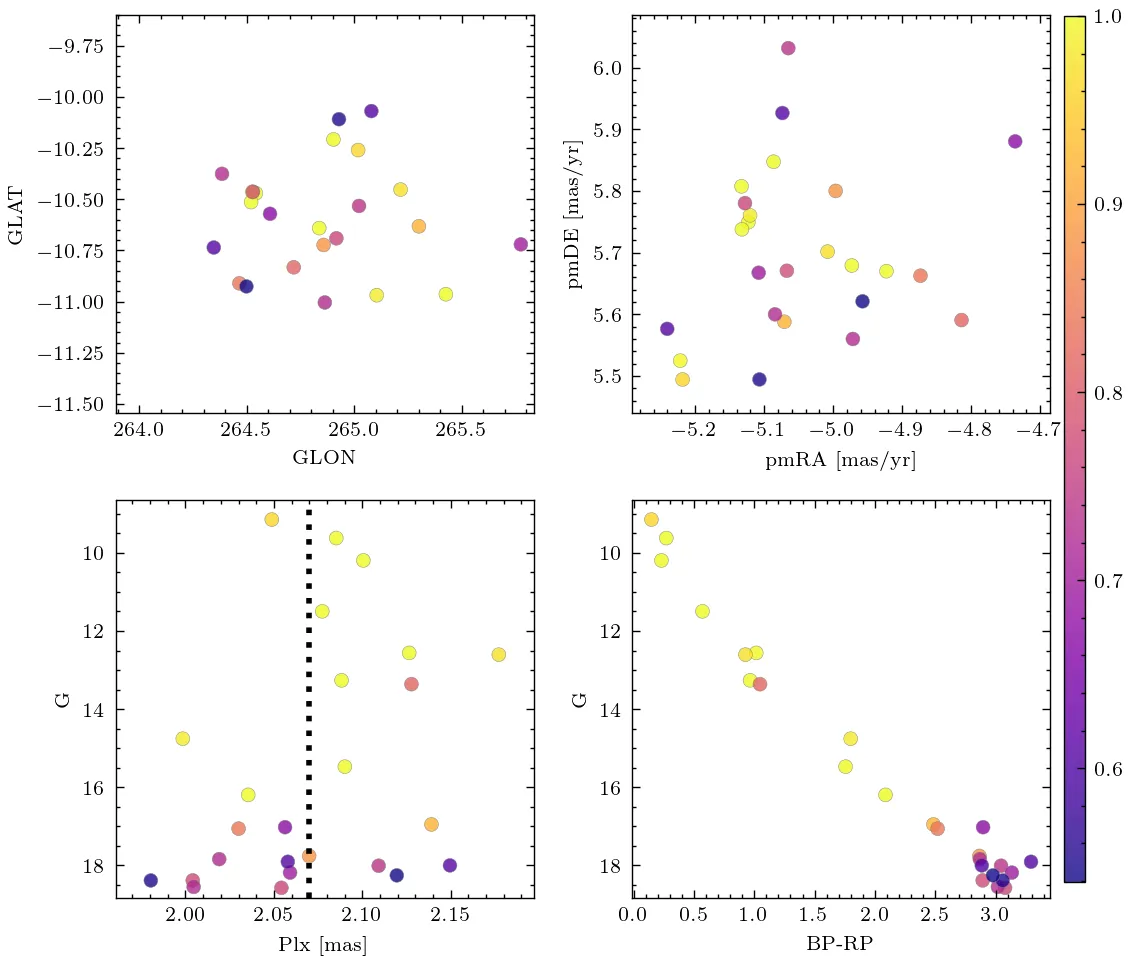 −9.75
−10.00
−10.25
−10.50
−10.75
−11.00
−11.25
−11.50
GLAT
264.0 264.5 265.0 265.5
GLON
6.0
5.9
5.8
5.7
5.6
5.5
pmDE [mas/yr]
−5.2 −5.1 −5.0 −4.9 −4.8 −4.7
pmRA [mas/yr]
1.0
0.9
0.8
0.7
0.6
10
12
14
16
18
G
2.00 2.05 2.10 2.15
Plx [mas]
10
12
14
16
18
G
0.0 0.5 1.0 1.5 2.0 2.5 3.0
BP-RP